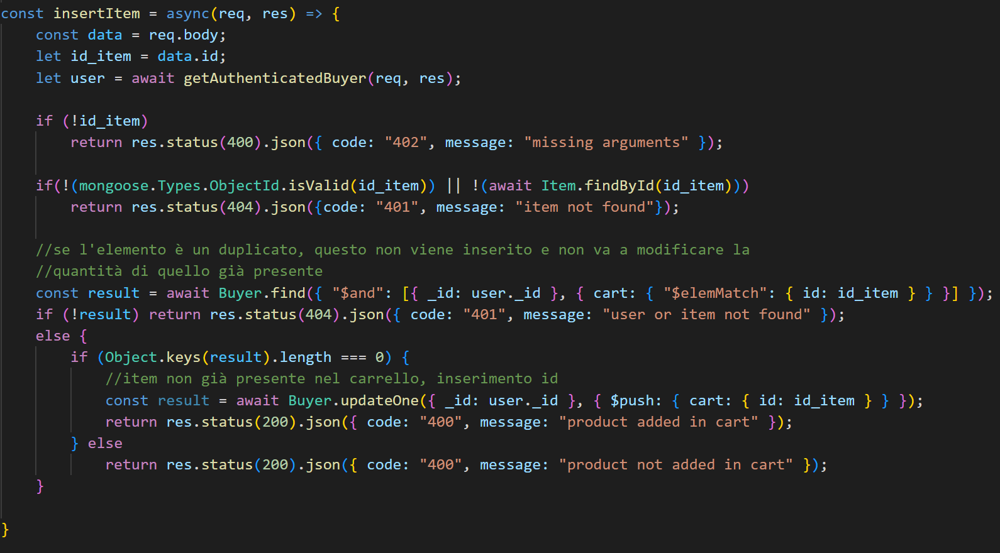 const insertItem = async(req, res) => {
    const data = req.body;
    let id_item = data.id;
    let user = await getAuthenticatedBuyer(req, res);

    if (!id_item)
        return res.status(400).json({ code: "402", message: "missing arguments" });

    if(!(mongoose.Types.ObjectId.isValid(id_item)) || !(await Item.findById(id_item)))
        return res.status(404).json({code: "401", message: "item not found"});

    //se l'elemento è un duplicato, questo non viene inserito e non va a modificare la
    //quantità di quello già presente
    const result = await Buyer.find({ "$and": [{ _id: user._id }, { cart: { "$elemMatch": { id: id_item } } }] });
    if (!result) return res.status(404).json({ code: "401", message: "user or item not found" });
    else {
        if (Object.keys(result).length === 0) {
            //item non già presente nel carrello, inserimento id
            const result = await Buyer.updateOne({ _id: user._id }, { $push: { cart: { id: id_item } } });
            return res.status(200).json({ code: "400", message: "product added in cart" });
        } else
            return res.status(200).json({ code: "400", message: "product not added in cart" });
    }

}